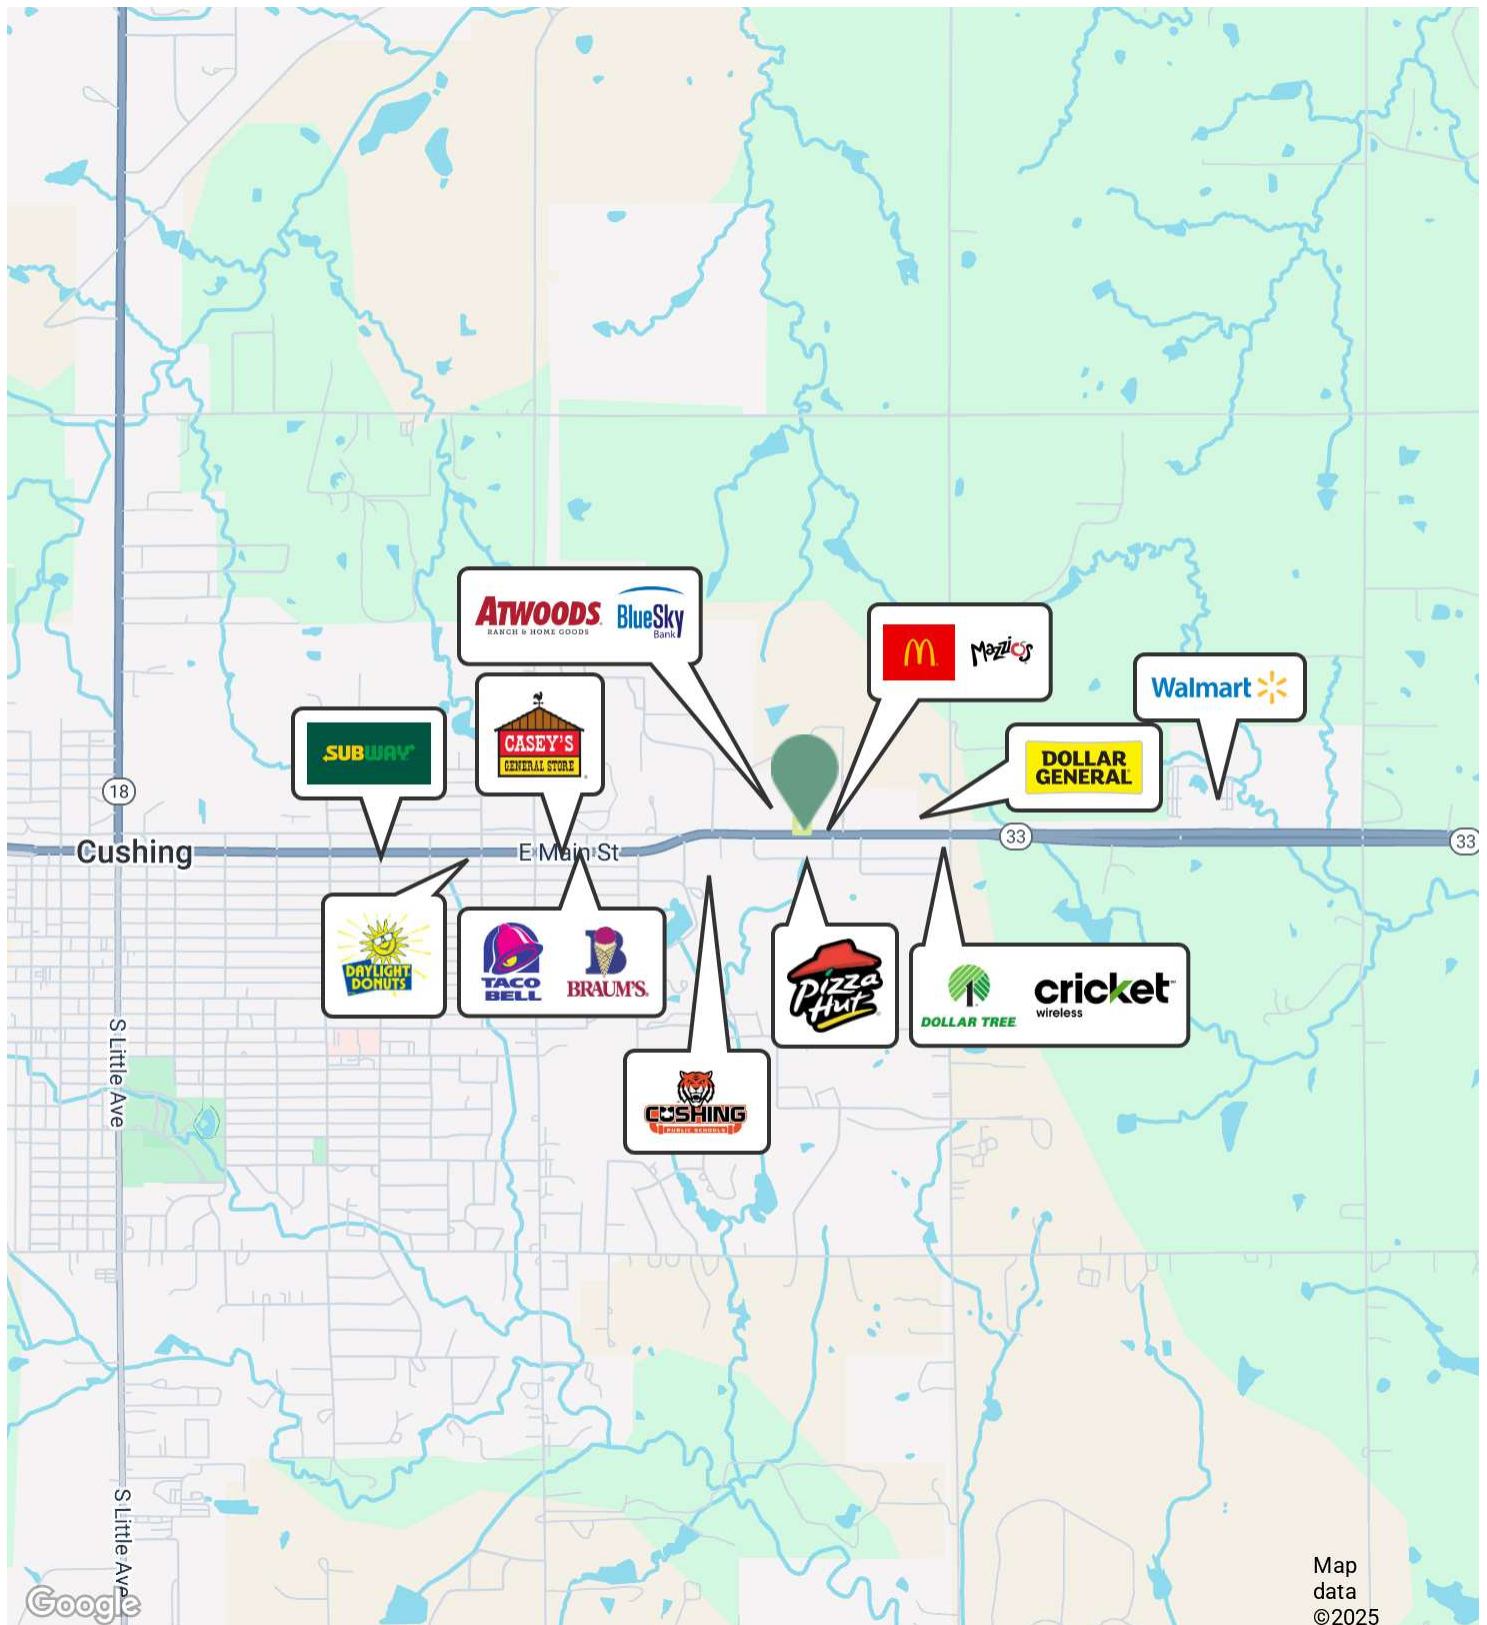 ATWOODS
RANCH & HOME GOODS
BlueSky
Bank
M
Mazzio's
Walmart
CASEY'S
GENERAL STORE
SUBWAY
DOLLAR
GENERAL
18
Cushing
E Main St
33
33
DAYLIGHT
DONUTS
TACO
BELL
B
BRAUM'S
Pizza
Hut
1
DOLLAR TREE
cricket
wireless
S Little Ave
CUSHING
PUBLIC SCHOOLS
S Little Ave
Google
Map
data
©2025